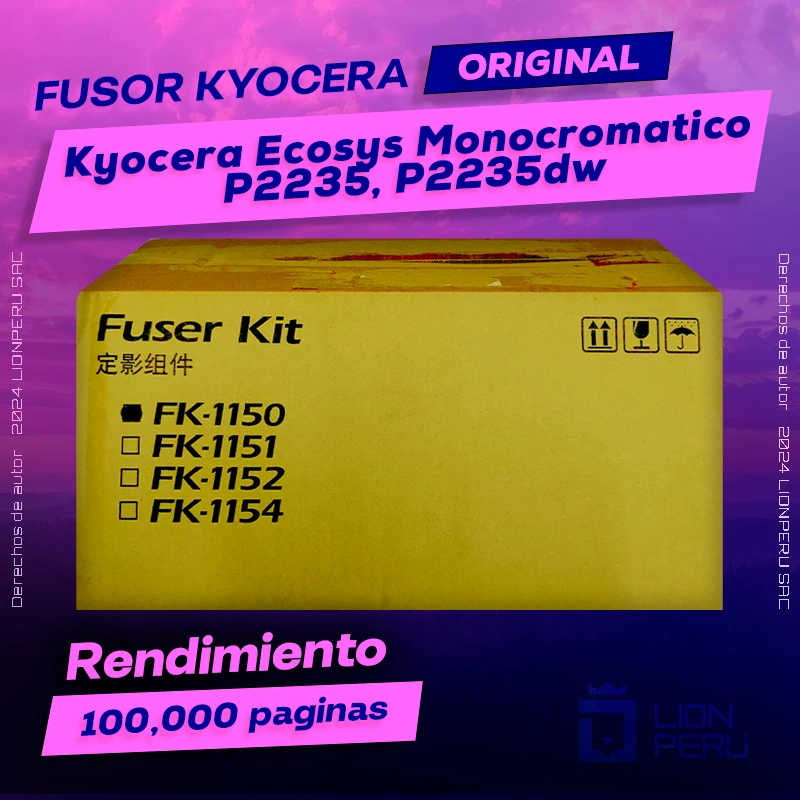 FUSOR KYOCERA
ORIGINAL
Kyocera Ecosys Monocromatico
P2235, P2235dw
Fuser Kit
定影组件
FK-1150
FK-1151
FK-1152
FK-1154
Derechos de autor 2024 LIONPERU SAC
Derechos de autor 2024 LIONPERU SAC
Rendimiento
100,000 paginas
LION
PERU